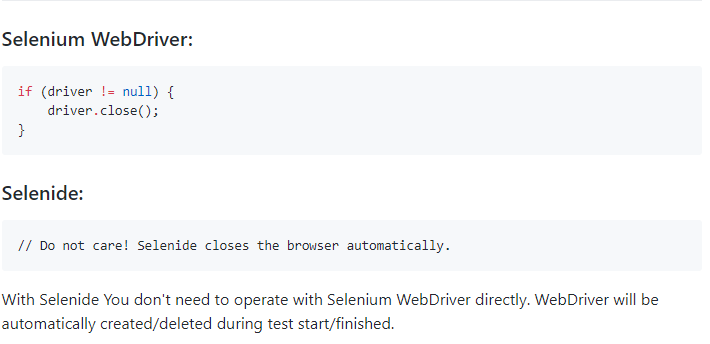 Selenium WebDriver:
if (driver != null) {
    driver.close();
}
Selenide:
// Do not care! Selenide closes the browser automatically.
With Selenide You don't need to operate with Selenium WebDriver directly. WebDriver will be
automatically created/deleted during test start/finished.